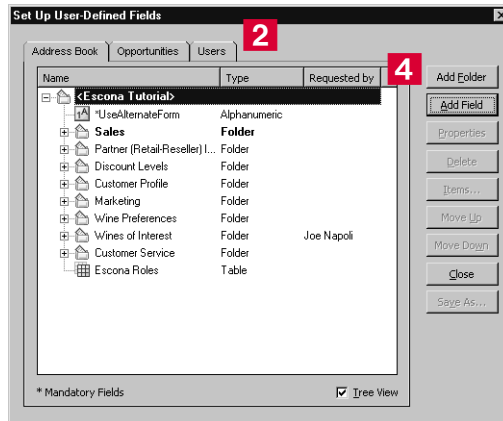 Set Up User-Defined Fields
2
Address Book Opportunities Users
4
Name Type Requested by
<Escona Tutorial>
*UseAlternateForm Alphanumeric
Sales Folder
Partner (Retail-Reseller) I... Folder
Discount Levels Folder
Customer Profile Folder
Marketing Folder
Wine Preferences Folder
Wines of Interest Folder Joe Napoli
Customer Service Folder
Escona Roles Table
* Mandatory Fields
Tree View
Add Folder
Add Field
Properties
Delete
Items...
Move Up
Move Down
Close
Save As...